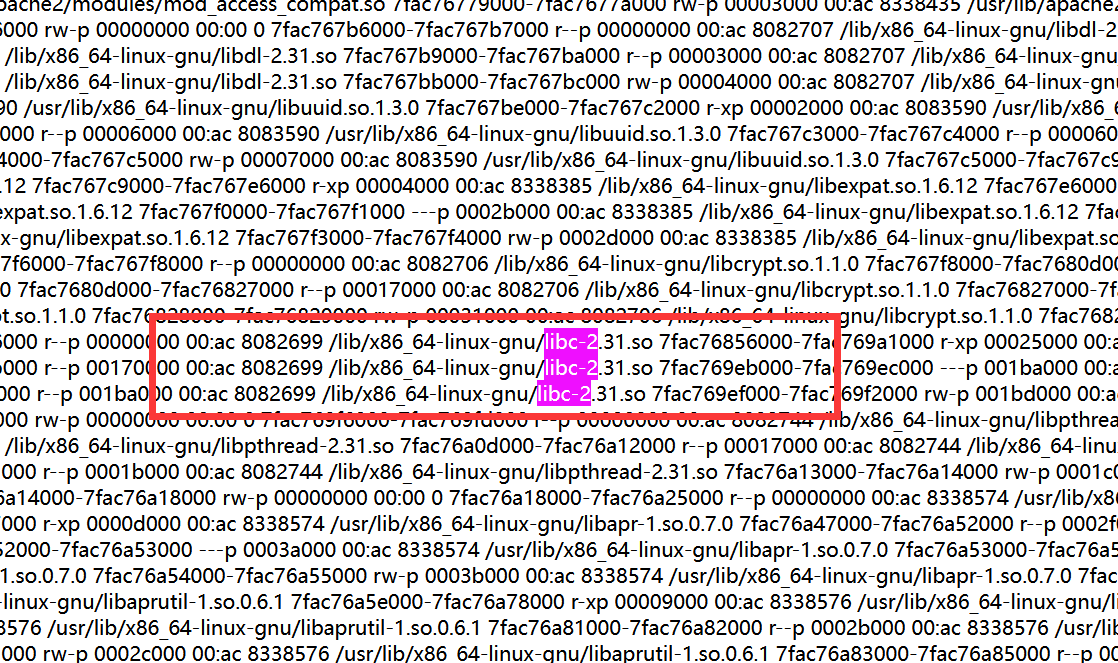 apache2/modules/mod_access_compat.so 7fac76779000-7fac7677a000 rw-p 00003000 00:ac 8338435 /usr/lib/apache2
6000 rw-p 00000000 00:00 0 7fac767b6000-7fac767b7000 r--p 00000000 00:ac 8082707 /lib/x86_64-linux-gnu/libdl-2
/lib/x86_64-linux-gnu/libdl-2.31.so 7fac767b9000-7fac767ba000 r--p 00003000 00:ac 8082707 /lib/x86_64-linux-gnu
/lib/x86_64-linux-gnu/libdl-2.31.so 7fac767bb000-7fac767bc000 rw-p 00004000 00:ac 8082707 /lib/x86_64-linux-gnu
90 /usr/lib/x86_64-linux-gnu/libuuid.so.1.3.0 7fac767be000-7fac767c2000 r-xp 00002000 00:ac 8083590 /usr/lib/x86_6
000 r--p 00006000 00:ac 8083590 /usr/lib/x86_64-linux-gnu/libuuid.so.1.3.0 7fac767c3000-7fac767c4000 r--p 000060
4000-7fac767c5000 rw-p 00007000 00:ac 8083590 /usr/lib/x86_64-linux-gnu/libuuid.so.1.3.0 7fac767c5000-7fac767c9
.12 7fac767c9000-7fac767e6000 r-xp 00004000 00:ac 8338385 /lib/x86_64-linux-gnu/libexpat.so.1.6.12 7fac767e6000
expat.so.1.6.12 7fac767f0000-7fac767f1000 ---p 0002b000 00:ac 8338385 /lib/x86_64-linux-gnu/libexpat.so.1.6.12 7fac
x-gnu/libexpat.so.1.6.12 7fac767f3000-7fac767f4000 rw-p 0002d000 00:ac 8338385 /lib/x86_64-linux-gnu/libexpat.so
7f6000-7fac767f8000 r--p 00000000 00:ac 8082706 /lib/x86_64-linux-gnu/libcrypt.so.1.1.0 7fac767f8000-7fac7680d00
0 7fac7680d000-7fac76827000 r--p 00017000 00:ac 8082706 /lib/x86_64-linux-gnu/libcrypt.so.1.1.0 7fac76827000
pt.so.1.1.0 7fac76828000-7fac76829000 rw-p 00031000 00:ac 8082706 /lib/x86_64-linux-gnu/libcrypt.so.1.1.0 7fac7682
6000 r--p 00000000 00:ac 8082699 /lib/x86_64-linux-gnu/libc-2.31.so 7fac76856000-7fac769a1000 r-xp 00025000 00:a
000 r--p 00170000 00:ac 8082699 /lib/x86_64-linux-gnu/libc-2.31.so 7fac769eb000-7fac769ec000 ---p 001ba000 00:a
000 r--p 001ba000 00:ac 8082699 /lib/x86_64-linux-gnu/libc-2.31.so 7fac769ef000-7fac769f2000 rw-p 001bd000 00:a
000 rw-p 00000000 00:00 0 7fac769f6000-7fac769fd000 r--p 00000000 00:ac 8082744 /lib/x86_64-linux-gnu/libpthrea
/lib/x86_64-linux-gnu/libpthread-2.31.so 7fac76a0d000-7fac76a12000 r--p 00017000 00:ac 8082744 /lib/x86_64-linux
000 r--p 0001b000 00:ac 8082744 /lib/x86_64-linux-gnu/libpthread-2.31.so 7fac76a13000-7fac76a14000 rw-p 0001c0
6a14000-7fac76a18000 rw-p 00000000 00:00 0 7fac76a18000-7fac76a25000 r--p 00000000 00:ac 8338574 /usr/lib/x86
7000 r-xp 0000d000 00:ac 8338574 /usr/lib/x86_64-linux-gnu/libapr-1.so.0.7.0 7fac76a47000-7fac76a52000 r--p 0002f
52000-7fac76a53000 ---p 0003a000 00:ac 8338574 /usr/lib/x86_64-linux-gnu/libapr-1.so.0.7.0 7fac76a53000-7fac76a5
1.so.0.7.0 7fac76a54000-7fac76a55000 rw-p 0003b000 00:ac 8338574 /usr/lib/x86_64-linux-gnu/libapr-1.so.0.7.0 7fac
-linux-gnu/libaprutil-1.so.0.6.1 7fac76a5e000-7fac76a78000 r-xp 00009000 00:ac 8338576 /usr/lib/x86_64-linux-gnu/l
8576 /usr/lib/x86_64-linux-gnu/libaprutil-1.so.0.6.1 7fac76a81000-7fac76a82000 r--p 0002b000 00:ac 8338576 /usr/lib
000 rw-p 0002c000 00:ac 8338576 /usr/lib/x86_64-linux-gnu/libaprutil-1.so.0.6.1 7fac76a83000-7fac76a85000 r--p 00